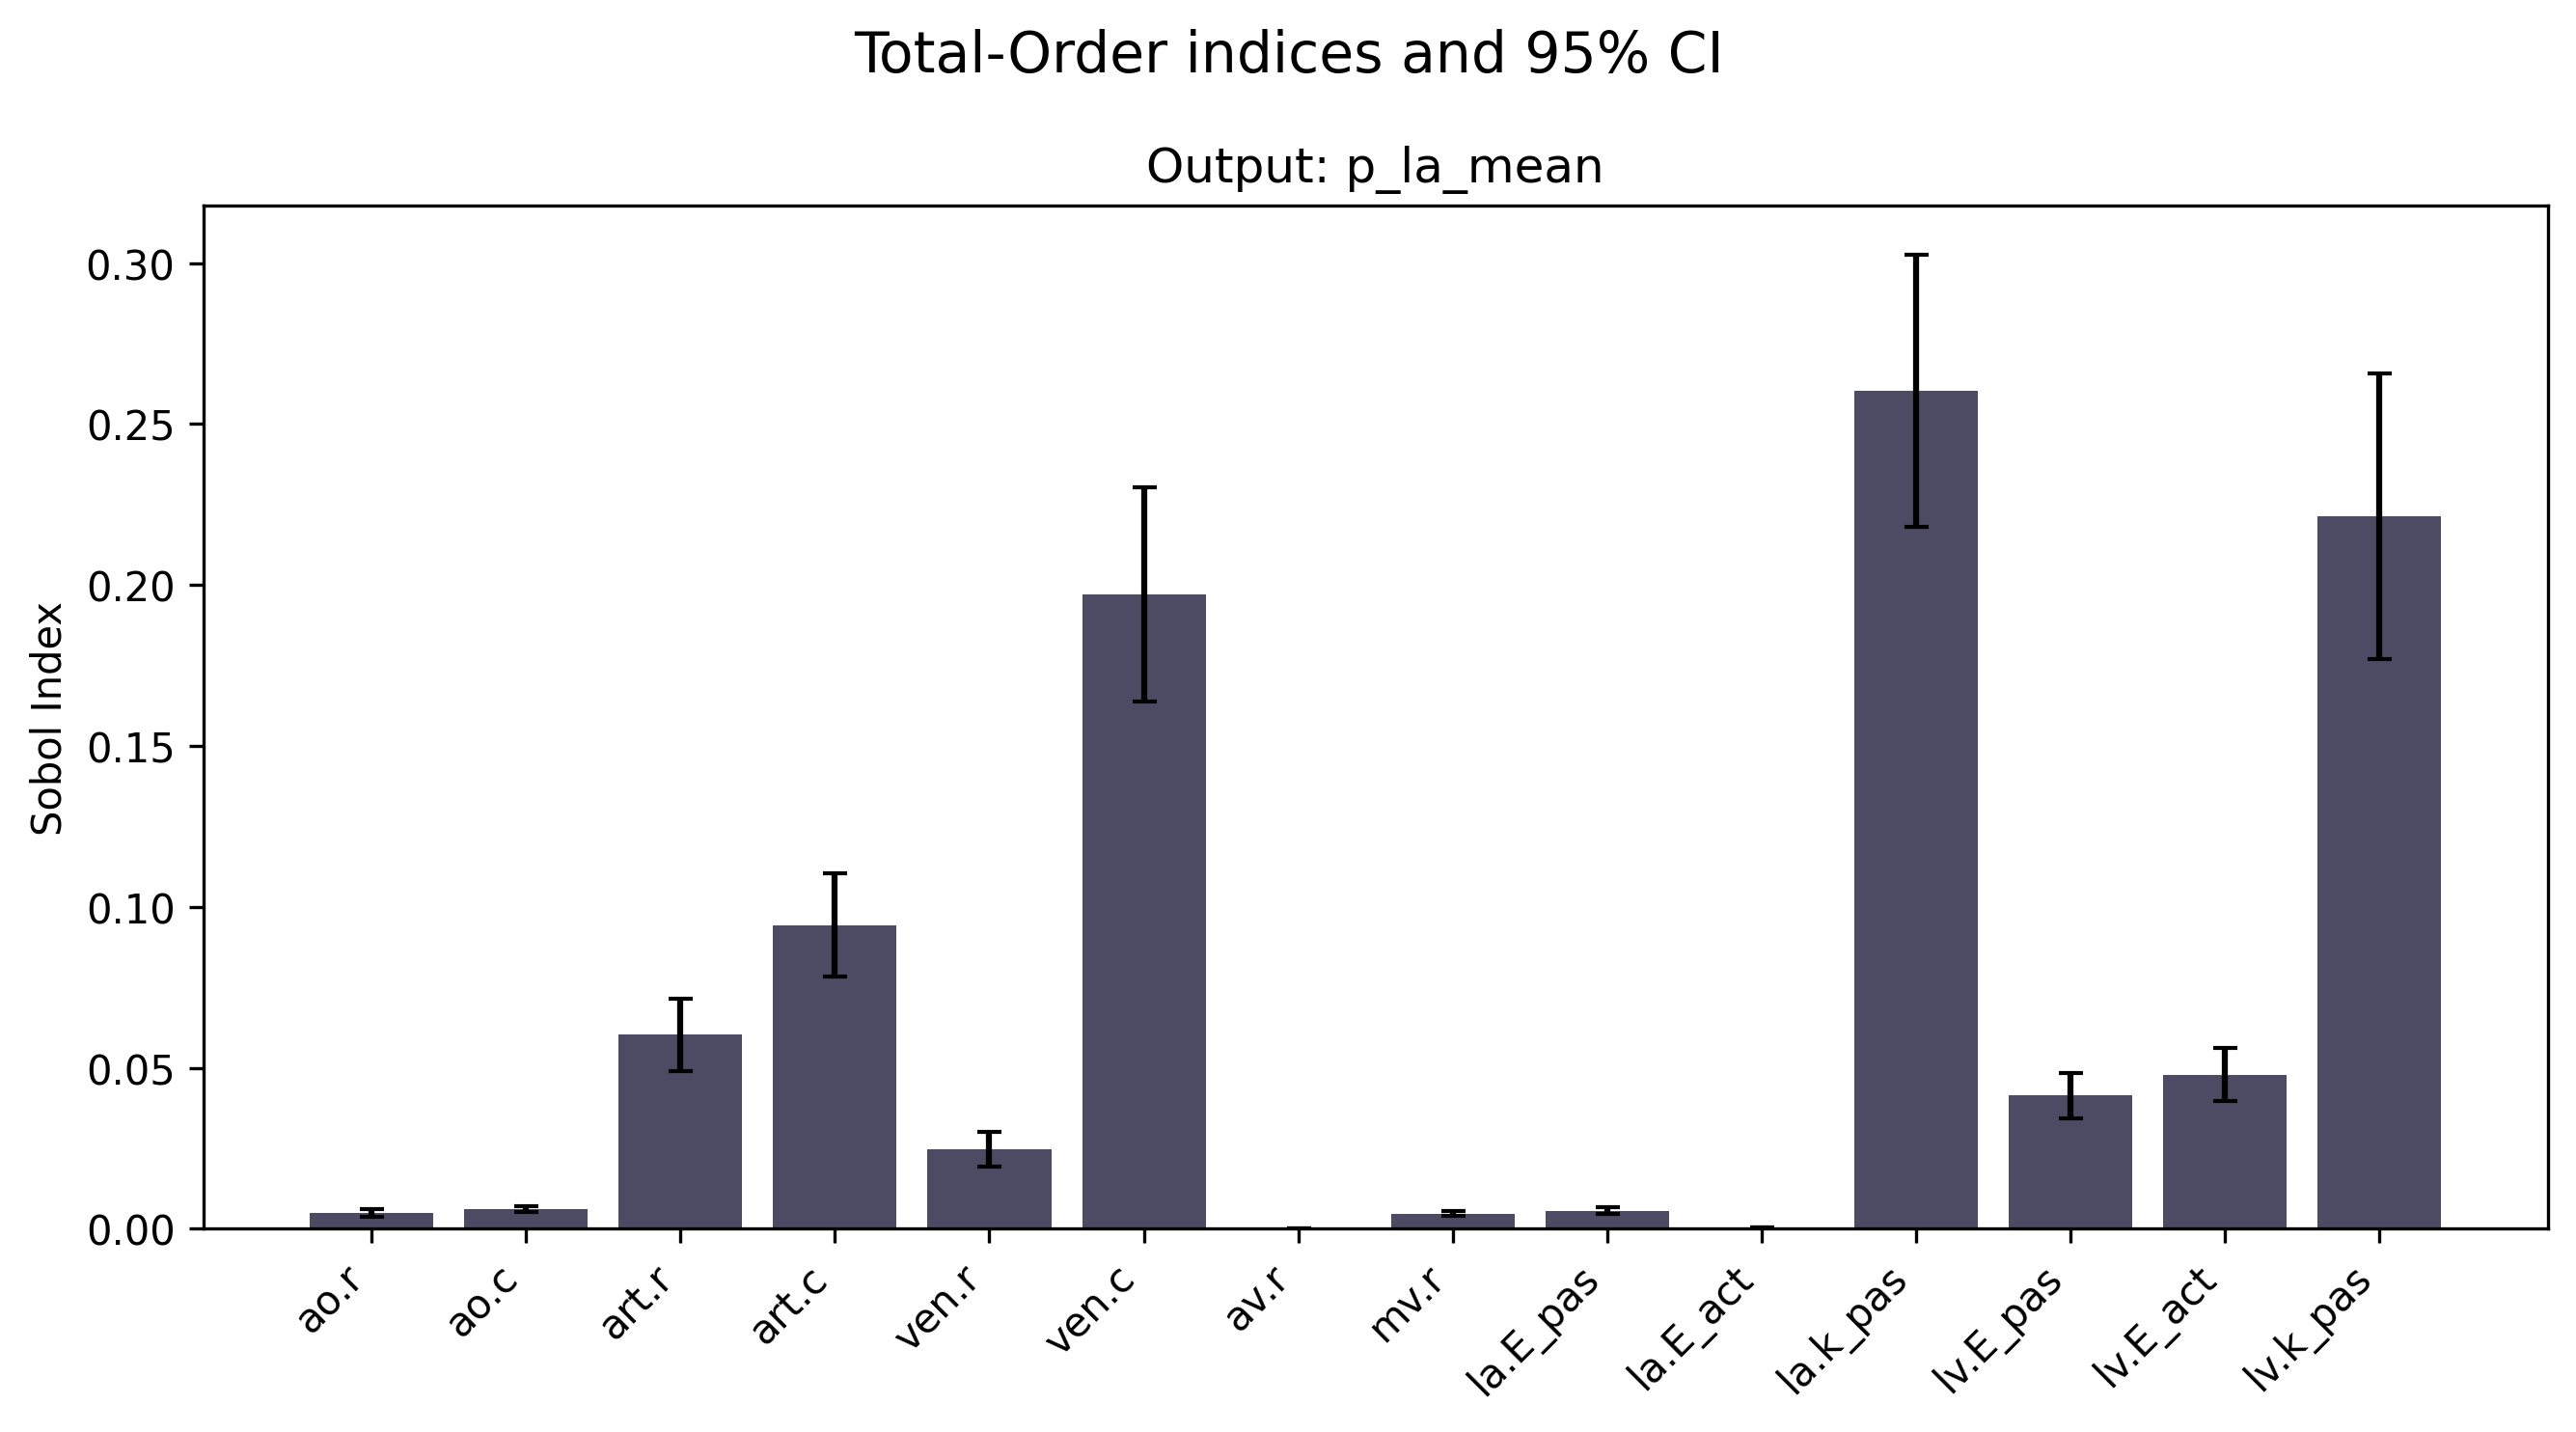 Total-Order indices and 95% CI
Output: p_la_mean
Sobol Index
0.30
0.25
0.20
0.15
0.10
0.05
0.00
ao.r
ao.c
art.r
art.c
ven.r
ven.c
av.r
mv.r
la.E_pas
la.E_act
la.k_pas
lv.E_pas
lv.E_act
lv.k_pas